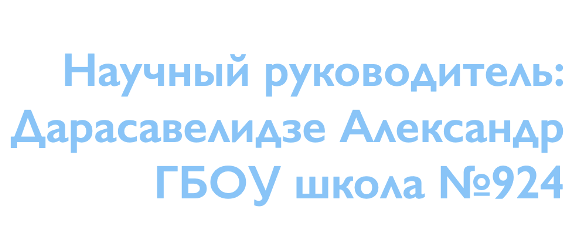 Научный руководитель:
Дарасавелидзе Александр
ГБОУ школа №924